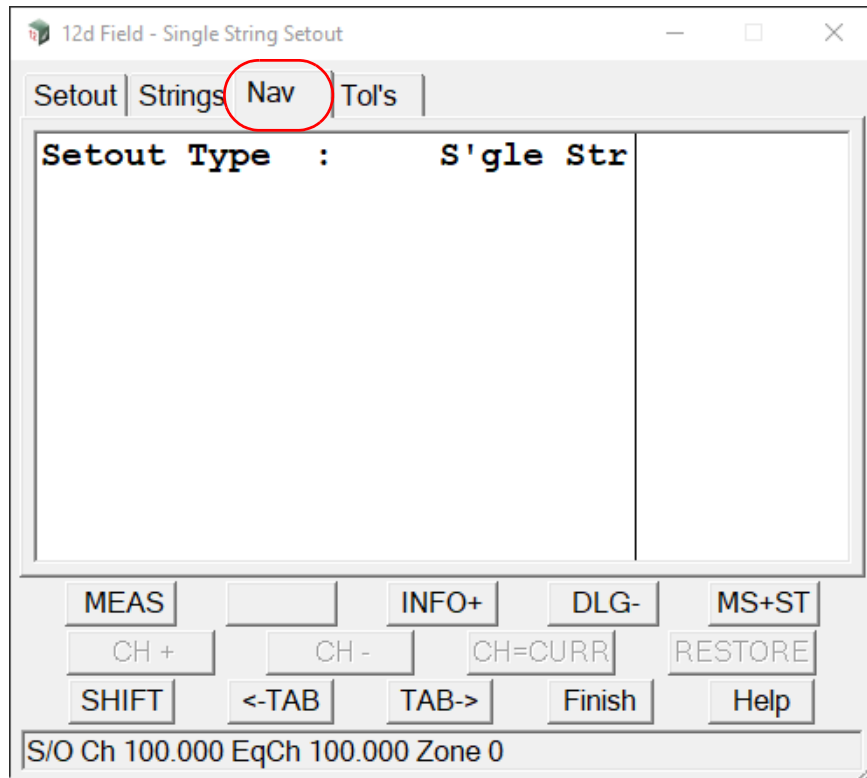 12d Field - Single String Setout
Setout Strings Nav Tol's
Setout Type : S'gle Str
MEAS INFO+ DLG- MS+ST
CH + CH - CH=CURR RESTORE
SHIFT <-TAB TAB-> Finish Help
S/O Ch 100.000 EqCh 100.000 Zone 0